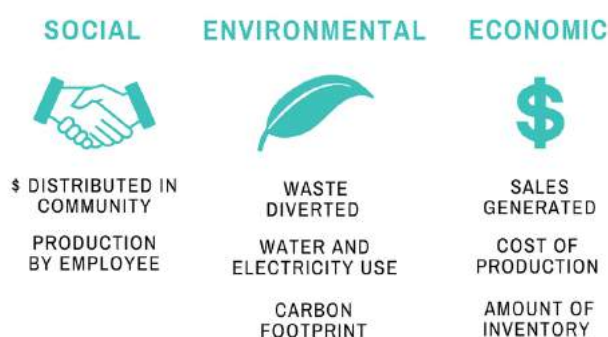 SOCIAL
$ DISTRIBUTED IN
COMMUNITY
PRODUCTION
BY EMPLOYEE
ENVIRONMENTAL
WASTE
DIVERTED
WATER AND
ELECTRICITY USE
CARBON
FOOTPRINT
ECONOMIC
$
SALES
GENERATED
COST OF
PRODUCTION
AMOUNT OF
INVENTORY